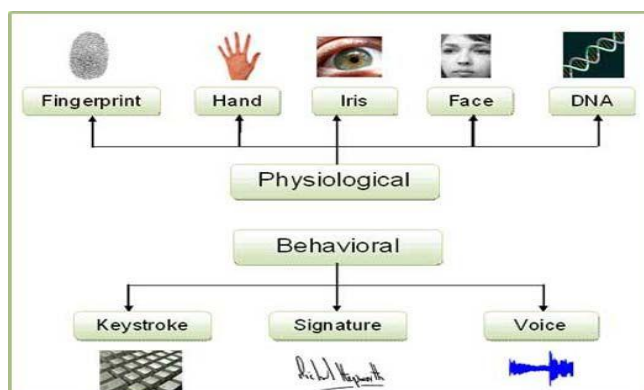 Fingerprint
Hand
Iris
Face
DNA
Physiological
Behavioral
Keystroke
Signature
Voice